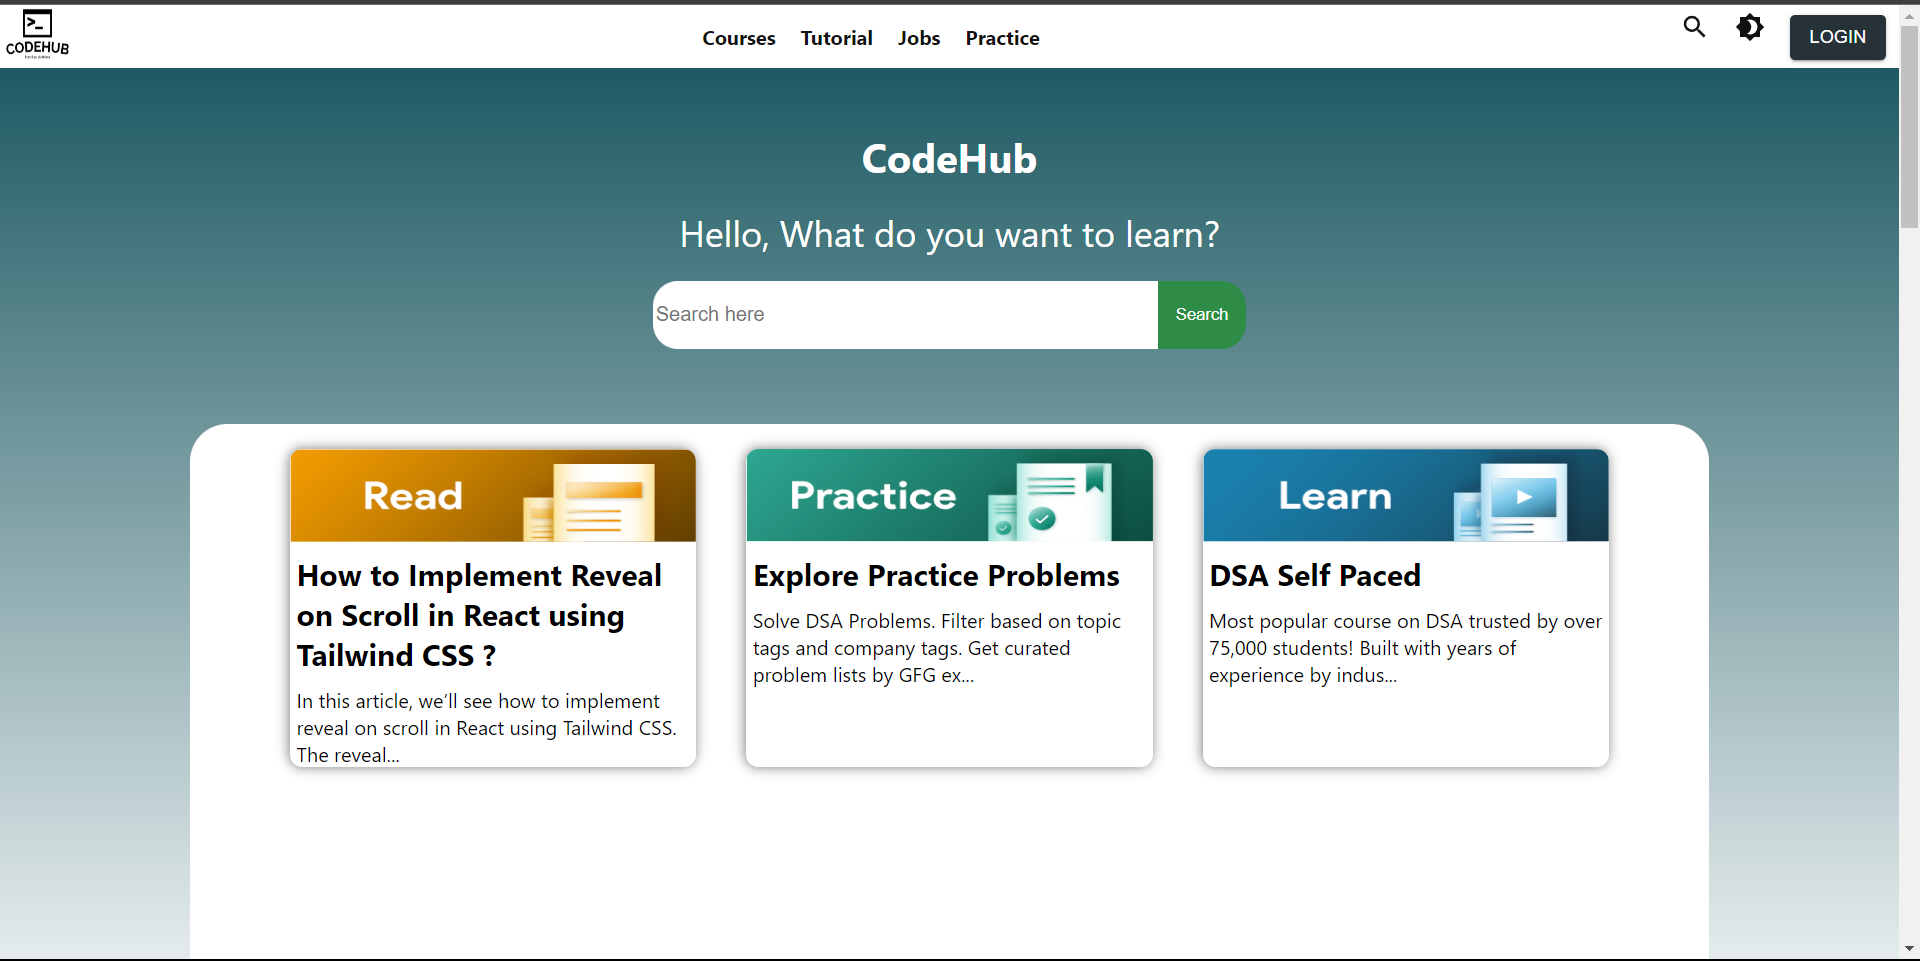 >_
CODEHUB
Courses Tutorial Jobs Practice
LOGIN
CodeHub
Hello, What do you want to learn?
Search here
Search
Read
How to Implement Reveal
on Scroll in React using
Tailwind CSS ?
In this article, we’ll see how to implement
reveal on scroll in React using Tailwind CSS.
The reveal...
Practice
Explore Practice Problems
Solve DSA Problems. Filter based on topic
tags and company tags. Get curated
problem lists by GFG ex...
Learn
DSA Self Paced
Most popular course on DSA trusted by over
75,000 students! Built with years of
experience by indus...